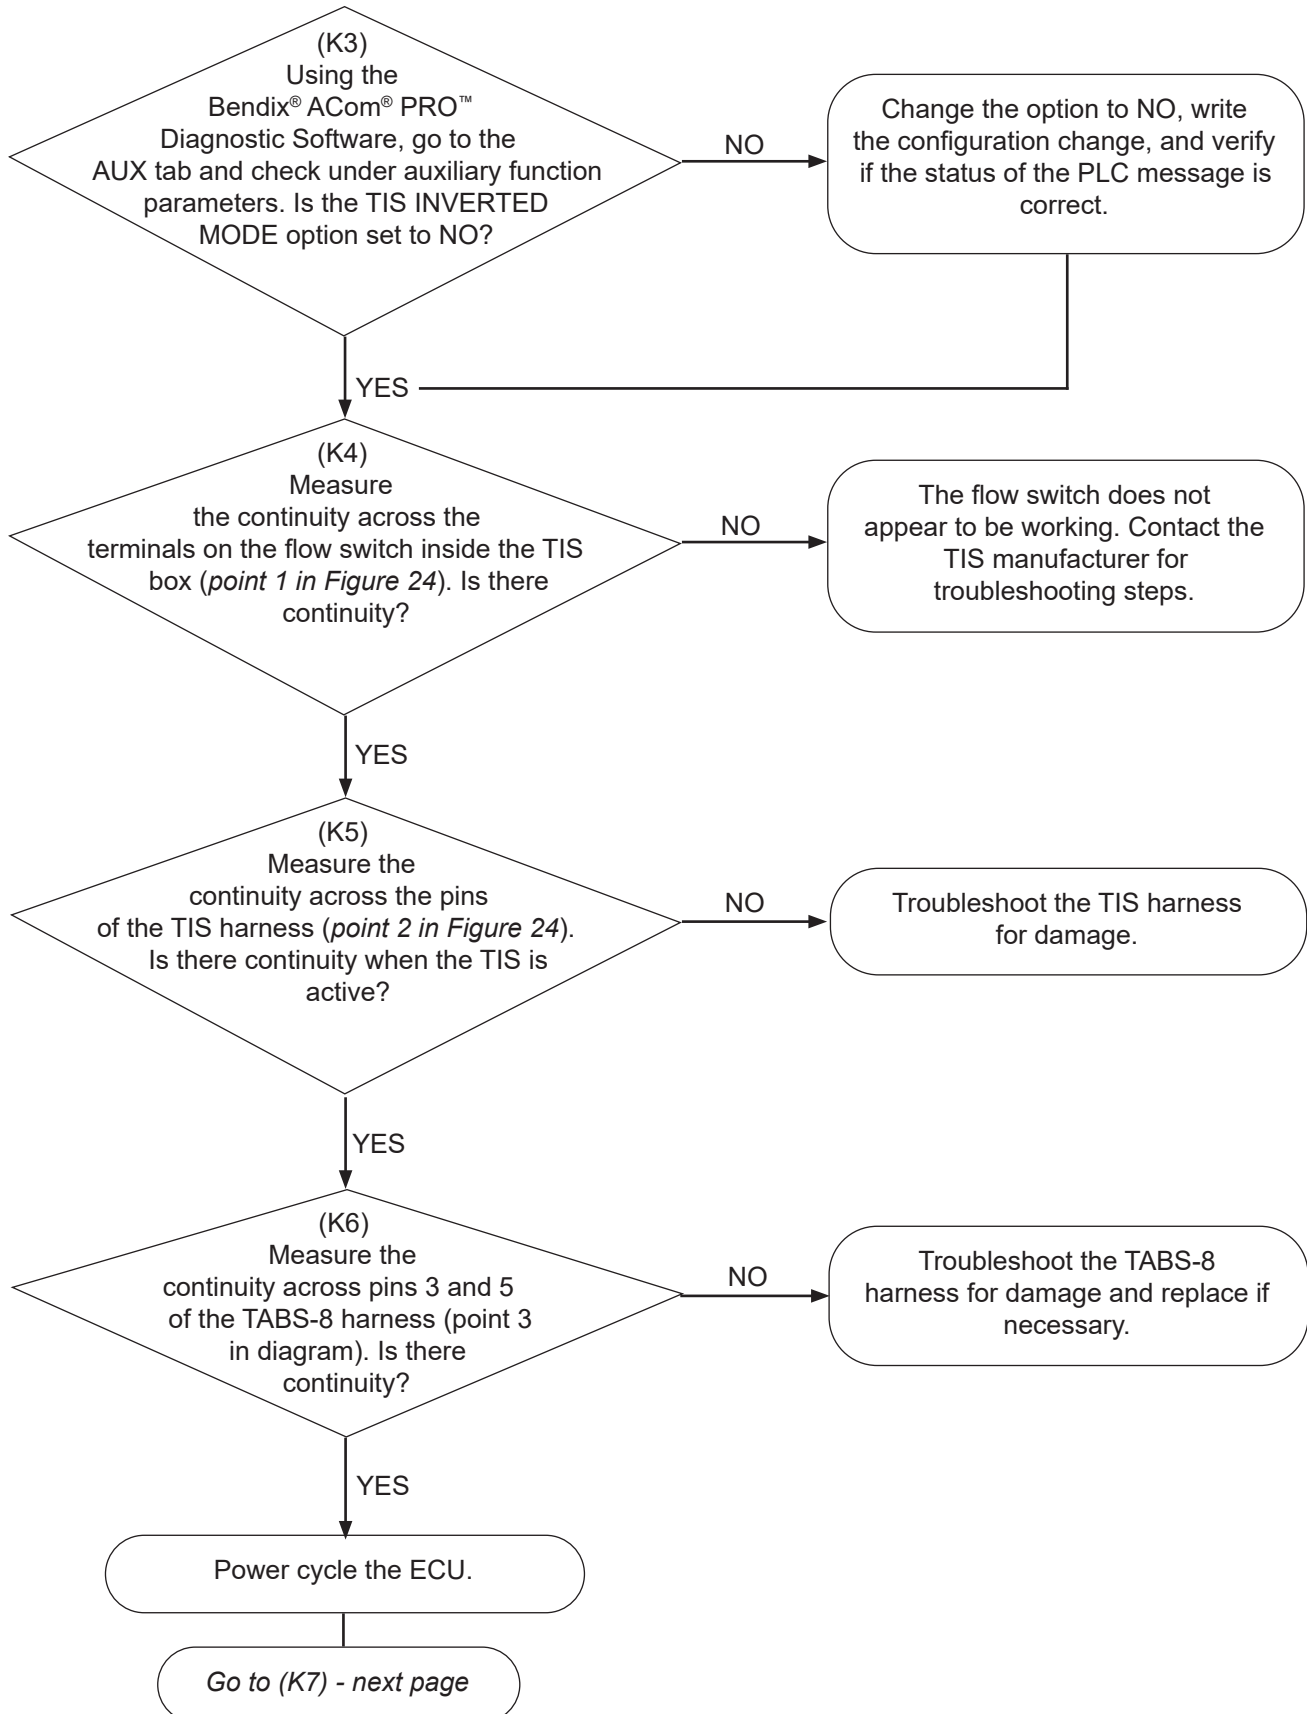 (K3)
Using the
Bendix® ACom® PRO™
Diagnostic Software, go to the
AUX tab and check under auxiliary function
parameters. Is the TIS INVERTED
MODE option set to NO?
NO
Change the option to NO, write
the configuration change, and verify
if the status of the PLC message is
correct.
YES
(K4)
Measure
the continuity across the
terminals on the flow switch inside the TIS
box (point 1 in Figure 24). Is there
continuity?
NO
The flow switch does not
appear to be working. Contact the
TIS manufacturer for
troubleshooting steps.
YES
(K5)
Measure the
continuity across the pins
of the TIS harness (point 2 in Figure 24).
Is there continuity when the TIS is
active?
NO
Troubleshoot the TIS harness
for damage.
YES
(K6)
Measure the
continuity across pins 3 and 5
of the TABS-8 harness (point 3
in diagram). Is there
continuity?
NO
Troubleshoot the TABS-8
harness for damage and replace if
necessary.
YES
Power cycle the ECU.
Go to (K7) - next page